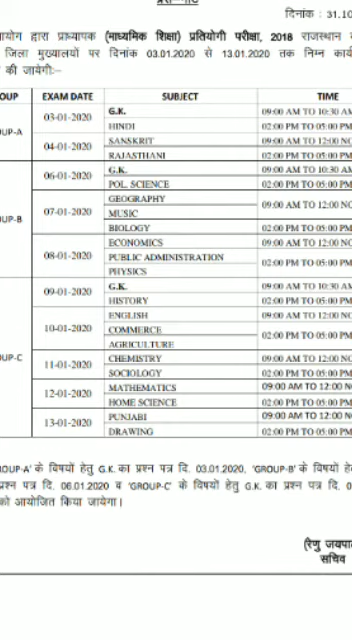 दिनांक : 31.10
आयोग द्वारा प्राध्यापक (माध्यमिक शिक्षा) प्रतियोगी परीक्षा, 2018 राजस्थान
जिला मुख्यालयों पर दिनांक 03.01.2020 से 13.01.2020 तक निम्न
की जायेगी:–
OUP EXAM DATE SUBJECT TIME
OUP-A 03-01-2020 G.K. 09:00 AM TO 10:30 AM
HINDI 02:00 PM TO 05:00 PM
04-01-2020 SANSKRIT 09:00 AM TO 12:00 NO
RAJASTHANI 02:00 PM TO 05:00 PM
OUP-B 06-01-2020 G.K. 09:00 AM TO 10:30 AM
POL. SCIENCE 02:00 PM TO 05:00 PM
07-01-2020 GEOGRAPHY 09:00 AM TO 12:00 NO
MUSIC
BIOLOGY 02:00 PM TO 05:00 PM
08-01-2020 ECONOMICS 09:00 AM TO 12:00 NO
PUBLIC ADMINISTRATION 02:00 PM TO 05:00 PM
PHYSICS
OUP-C 09-01-2020 G.K. 09:00 AM TO 10:30 AM
HISTORY 02:00 PM TO 05:00 PM
10-01-2020 ENGLISH 09:00 AM TO 12:00 NO
COMMERCE 02:00 PM TO 05:00 PM
AGRICULTURE
11-01-2020 CHEMISTRY 09:00 AM TO 12:00 NO
SOCIOLOGY 02:00 PM TO 05:00 PM
12-01-2020 MATHEMATICS 09:00 AM TO 12:00 NO
HOME SCIENCE 02:00 PM TO 05:00 PM
13-01-2020 PUNJABI 09:00 AM TO 12:00 NO
DRAWING 02:00 PM TO 05:00 PM
ROUP-A' के विषयों हेतु G.K. का प्रश्न पत्र दि. 03.01.2020, 'GROUP-B' के विषयों
प्रश्न पत्र दि. 06.01.2020 व 'GROUP-C' के विषयों हेतु G.K. का प्रश्न पत्र दि. 0
को आयोजित किया जायेगा।
(रेणु जयपा
सचिव